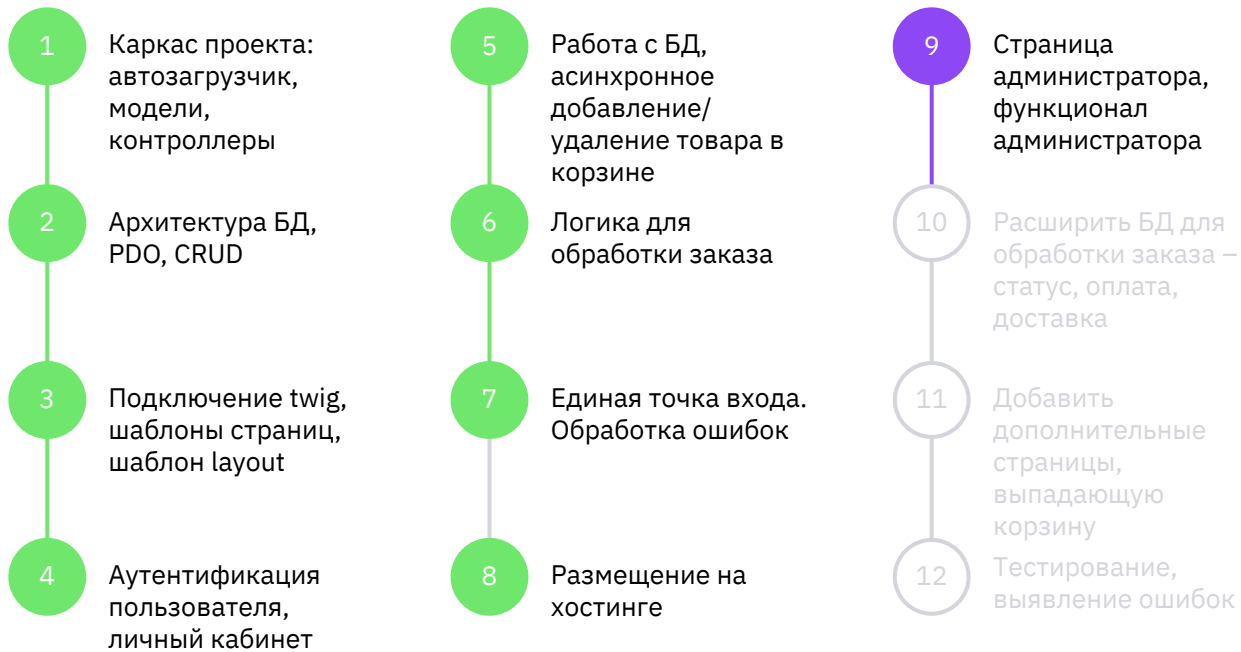 1
Каркас проекта:
автозагрузчик,
модели,
контроллеры
2
Архитектура БД,
PDO, CRUD
3
Подключение twig,
шаблоны страниц,
шаблон layout
4
Аутентификация
пользователя,
личный кабинет
5
Работа с БД,
асинхронное
добавление/
удаление товара в
корзине
6
Логика для
обработки заказа
7
Единая точка входа.
Обработка ошибок
8
Размещение на
хостинге
9
Страница
администратора,
функционал
администратора
10
Расширить БД для
обработки заказа –
статус, оплата,
доставка
11
Добавить
дополнительные
страницы,
выпадающую
корзину
12
Тестирование,
выявление ошибок